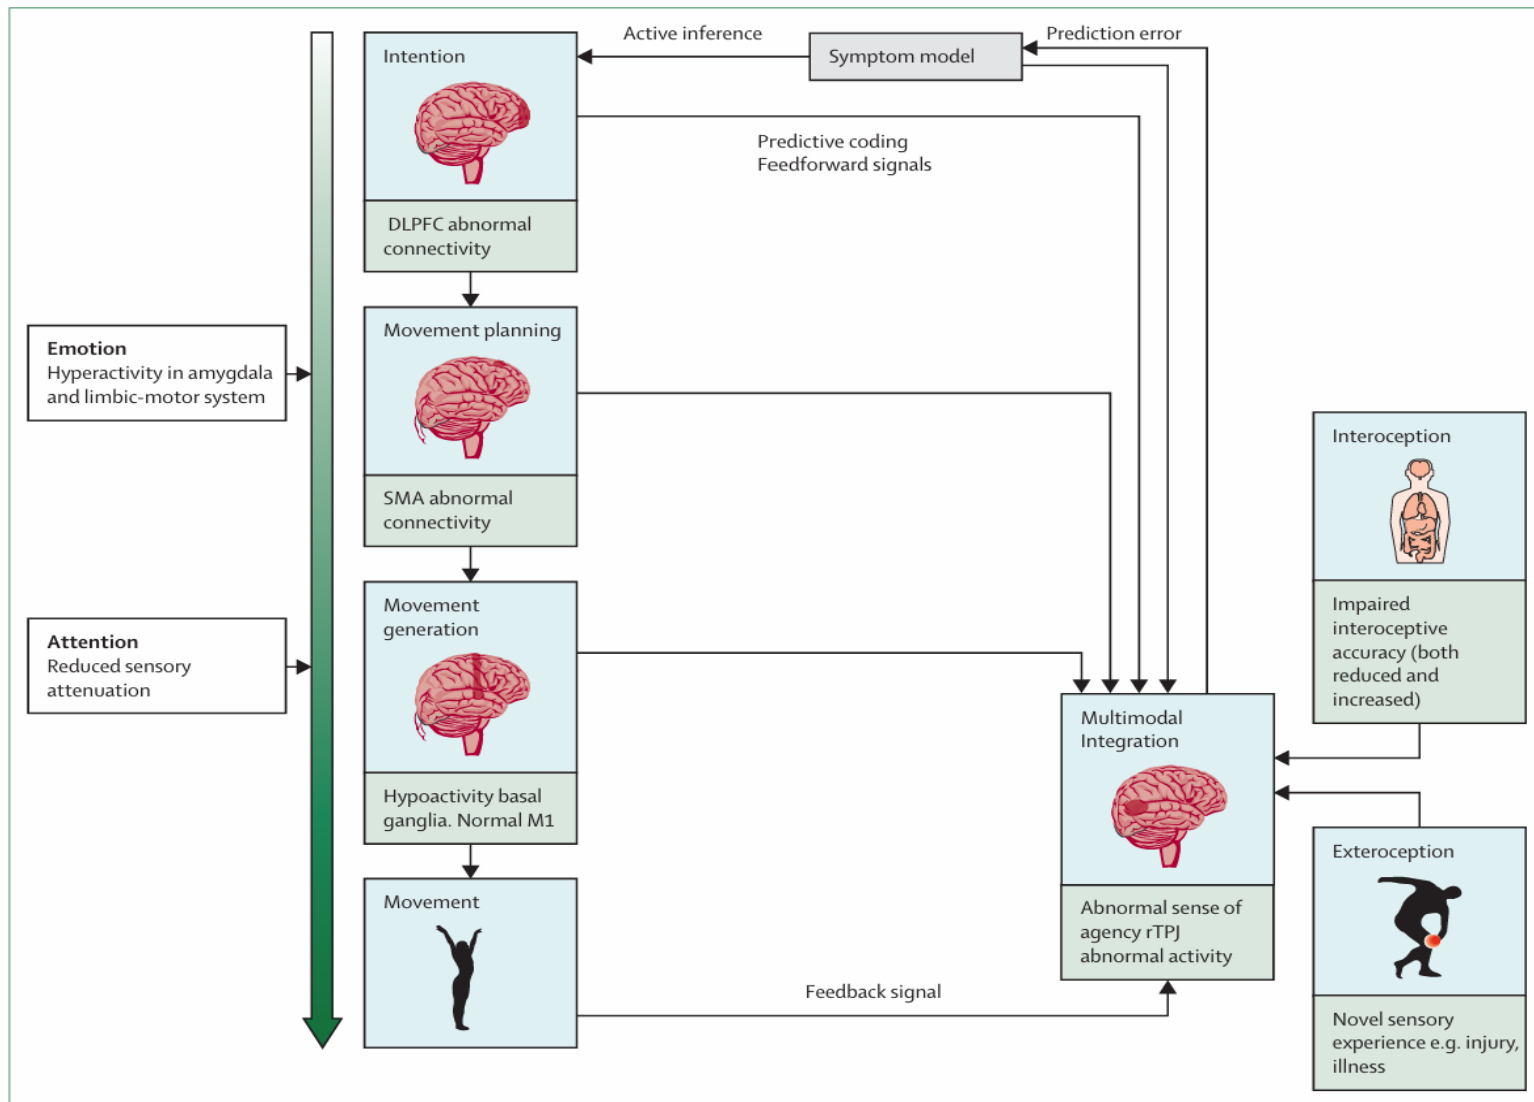 Active inference
Prediction error
Symptom model
Intention
Predictive coding
Feedforward signals
DLPFC abnormal
connectivity
Emotion
Hyperactivity in amygdala
and limbic-motor system
Movement planning
SMA abnormal
connectivity
Attention
Reduced sensory
attenuation
Movement
generation
Hypoactivity basal
ganglia. Normal M1
Movement
Feedback signal
Multimodal
Integration
Abnormal sense of
agency rTPJ
abnormal activity
Interoception
Impaired
interoceptive
accuracy (both
reduced and
increased)
Exteroception
Novel sensory
experience e.g. injury,
illness